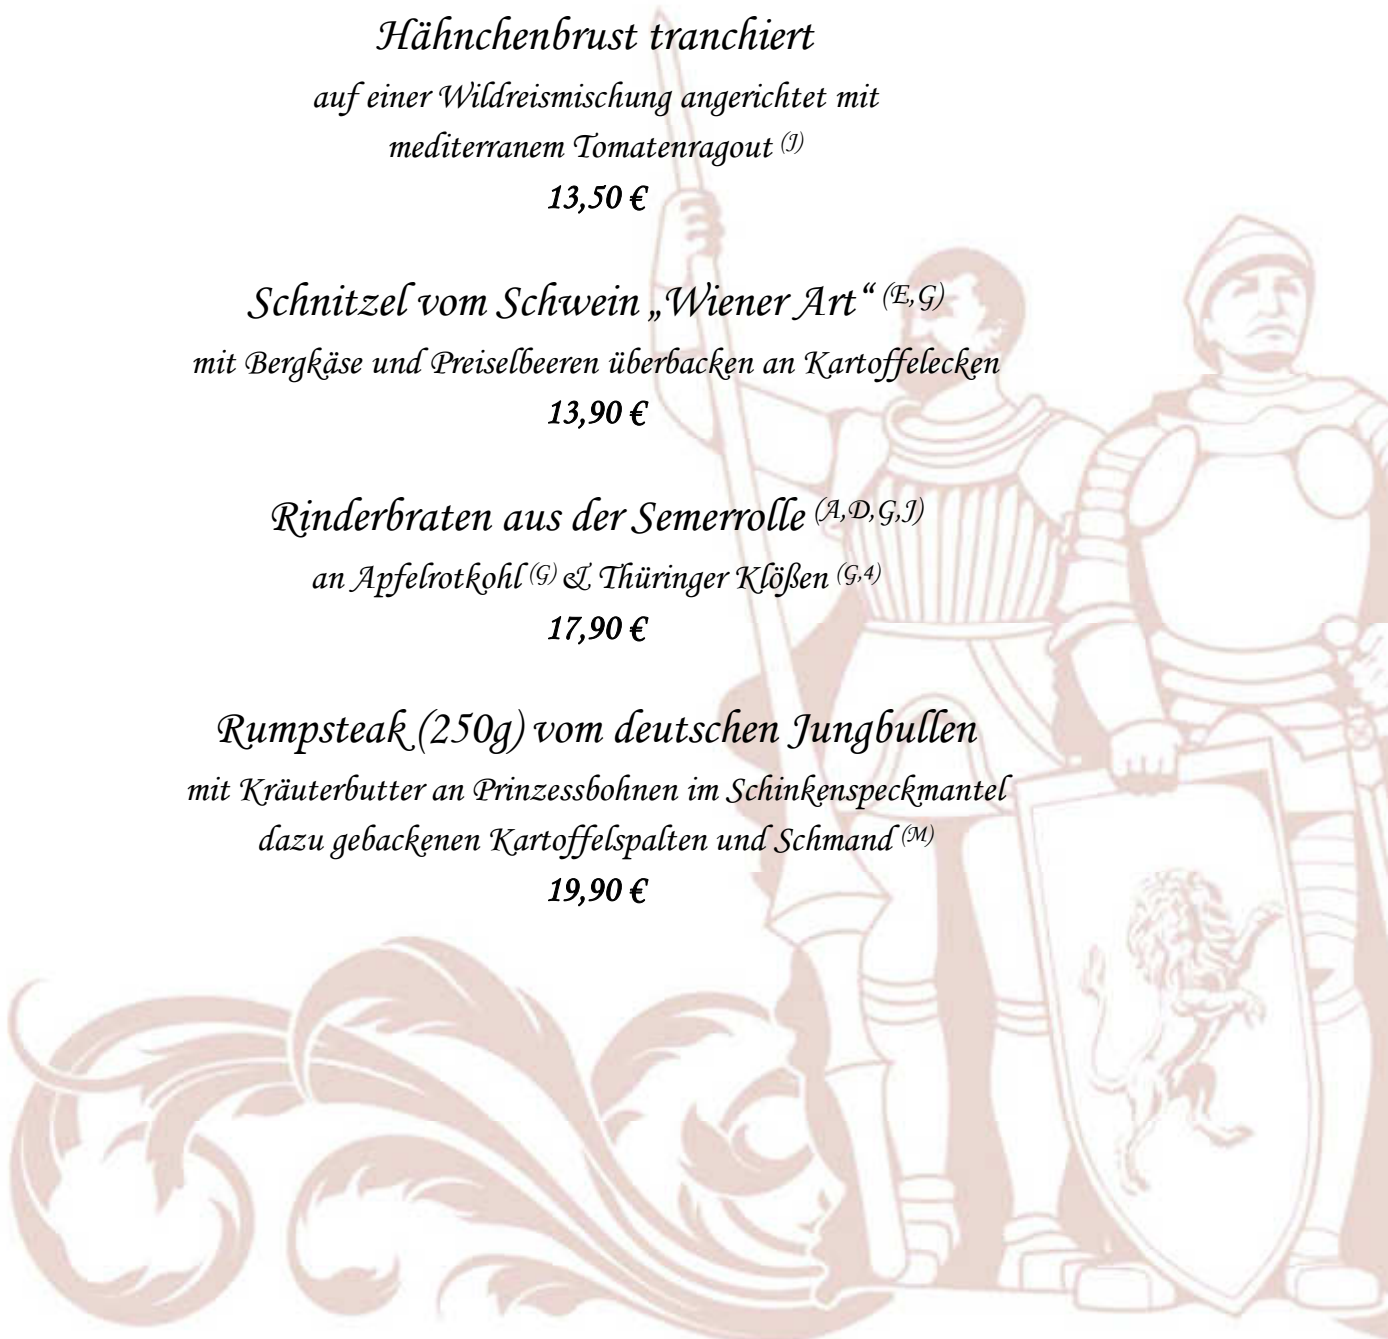 Hähnchenbrust tranchiert
auf einer Wildreismischung angerichtet mit
mediterranem Tomatenragout (J)
13,50 €
Schnitzel vom Schwein „Wiener Art“ (E,G)
mit Bergkäse und Preiselbeeren überbacken an Kartoffelecken
13,90 €
Rinderbraten aus der Semerrolle (A,D,G,J)
an Apfelrotkohl (G) & Thüringer Klößen (G,4)
17,90 €
Rumpsteak (250g) vom deutschen Jungbullen
mit Kräuterbutter an Prinzessbohnen im Schinkenspeckmantel
dazu gebackenen Kartoffelspalten und Schmand (M)
19,90 €